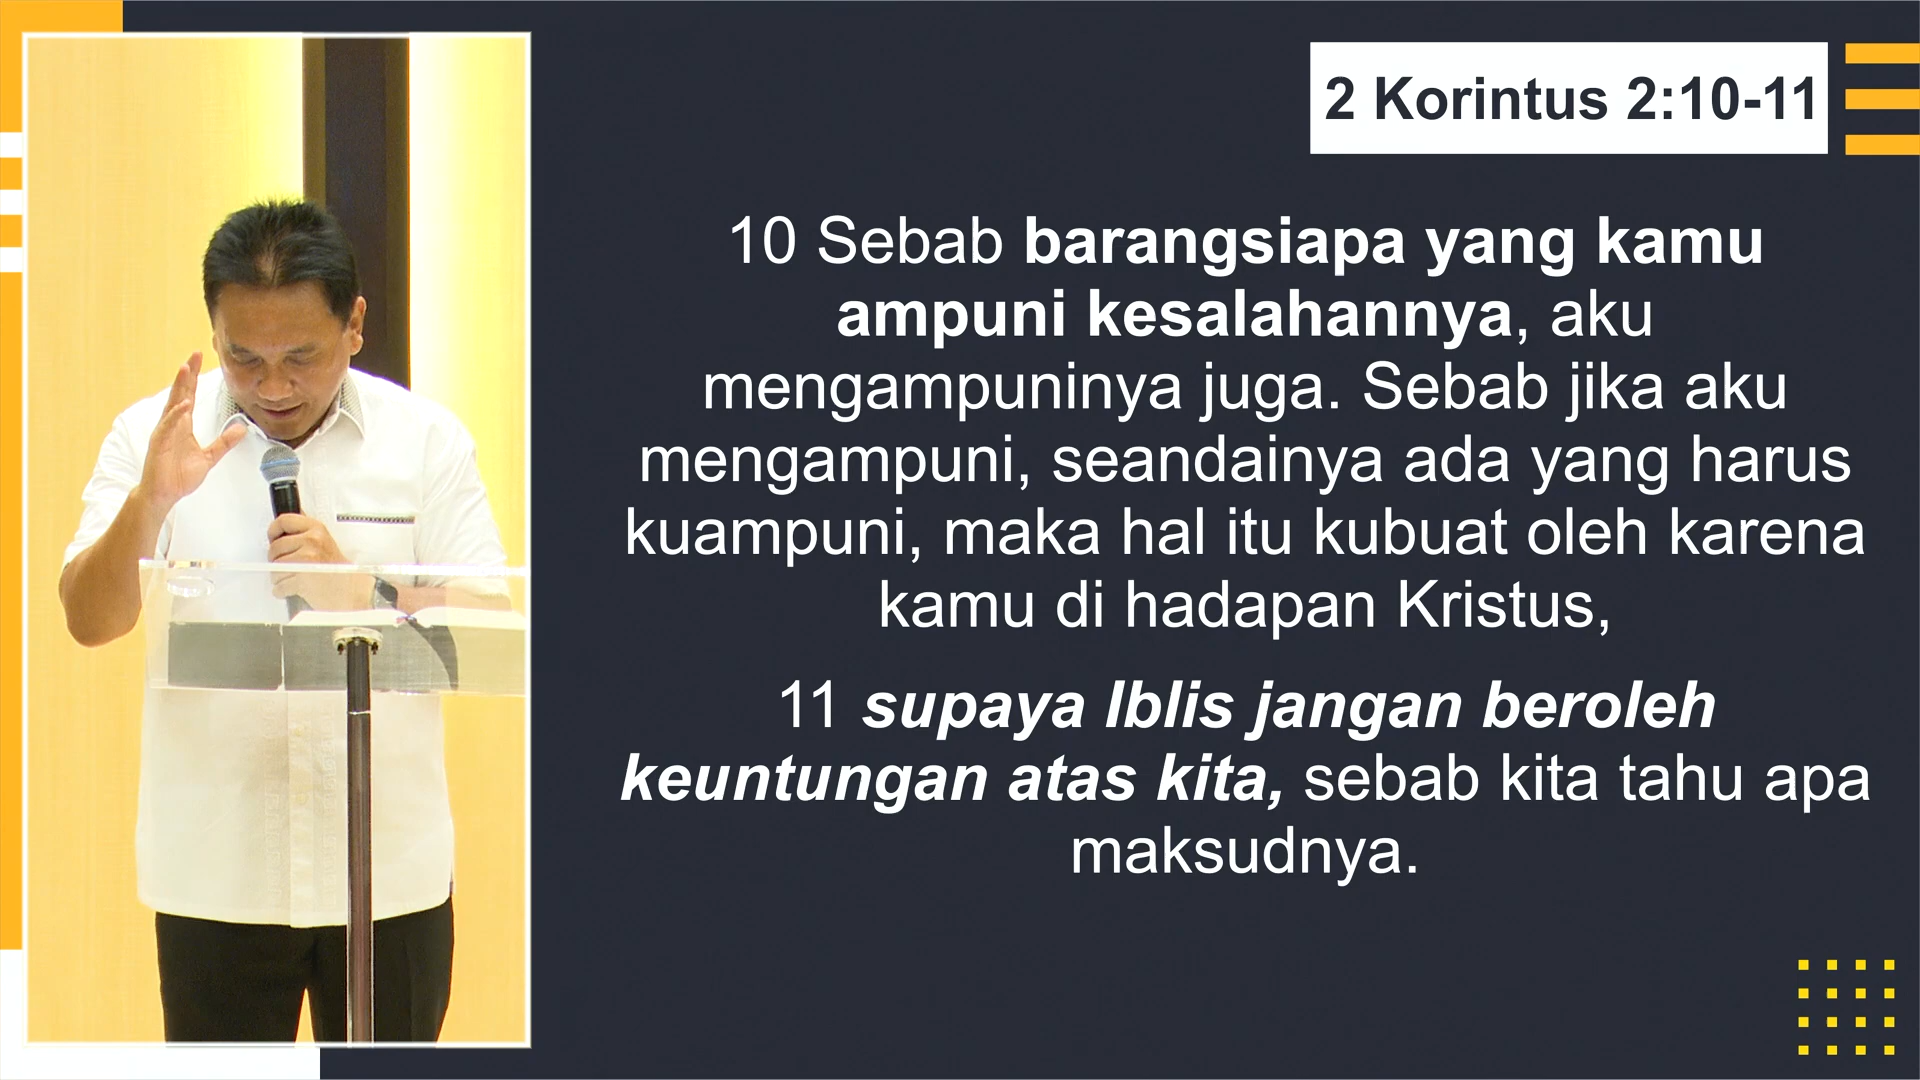 2 Korintus 2:10-11
10 Sebab barangsiapa yang kamu
ampuni kesalahannya, aku
mengampuninya juga. Sebab jika aku
mengampuni, seandainya ada yang harus
kuampuni, maka hal itu kubuat oleh karena
kamu di hadapan Kristus,
11 supaya Iblis jangan beroleh
keuntungan atas kita, sebab kita tahu apa
maksudnya.